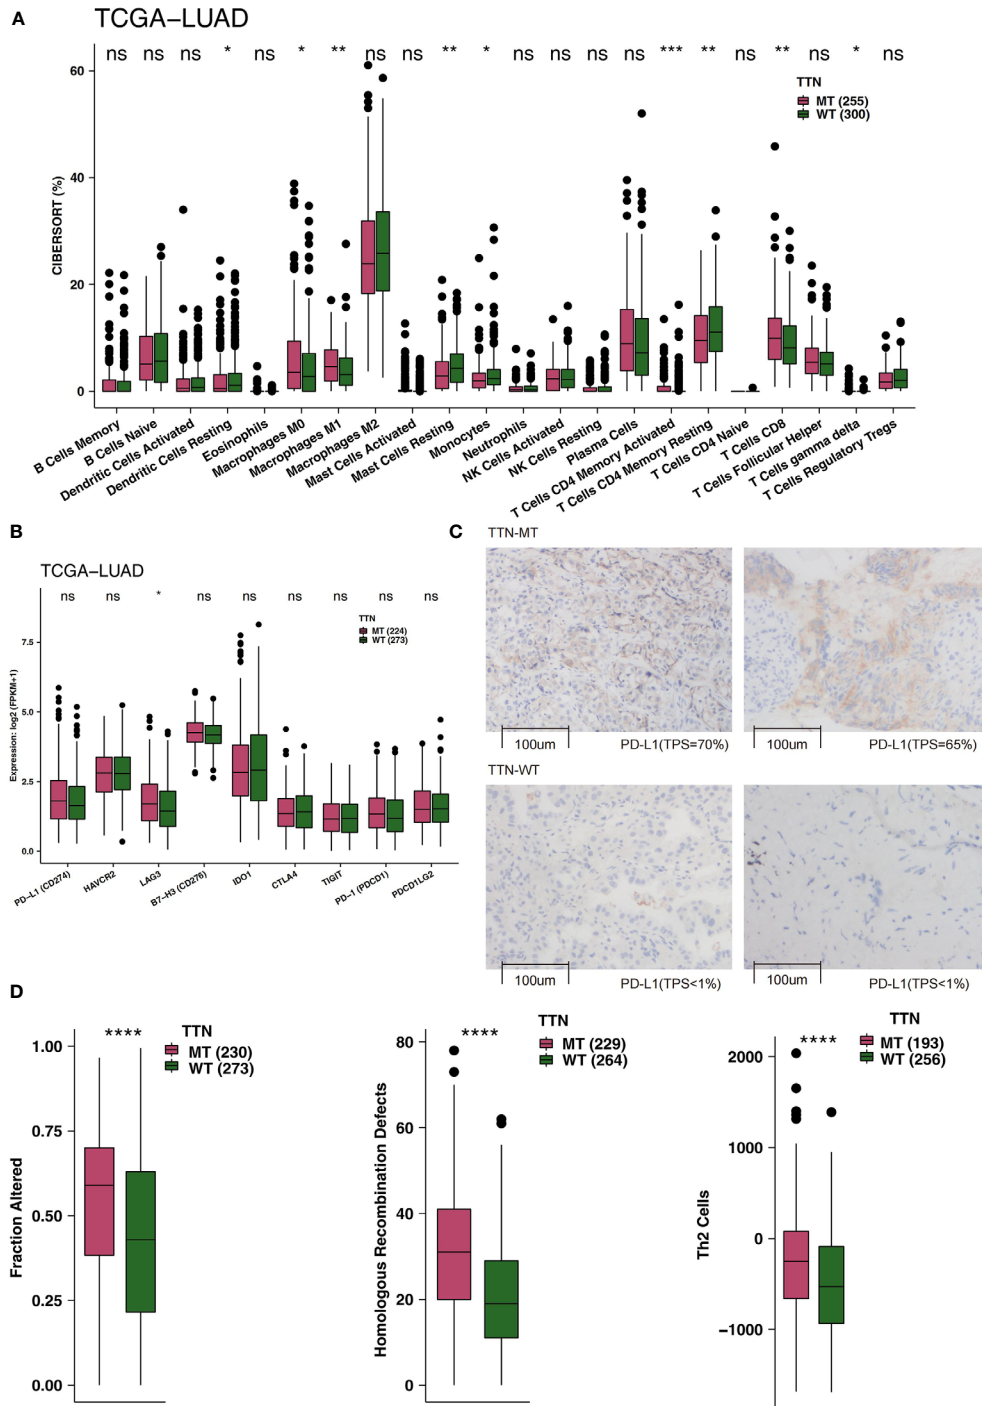 A
TCGA-LUAD
ns ns ns * ns * ** ns ns ** * ns ns ns ns *** ** ns ** ns * ns
TTN
MT (255)
WT (300)
CIBERSORT (%)
60
40
20
0
B Cells Memory
B Cells Naive
Dendritic Cells Activated
Dendritic Cells Resting
Eosinophils
Macrophages M0
Macrophages M1
Macrophages M2
Mast Cells Activated
Mast Cells Resting
Monocytes
Neutrophils
NK Cells Activated
NK Cells Resting
Plasma Cells
T Cells CD4 Memory Activated
T Cells CD4 Memory Resting
T Cells CD4 Naive
T Cells CD8
T Cells Follicular Helper
T Cells gamma delta
T Cells Regulatory Tregs
B
TCGA-LUAD
ns ns * ns ns ns ns ns ns
TTN
MT (224)
WT (273)
Expression: log2 (FPKM+1)
7.5
5.0
2.5
0.0
PD-L1 (CD274)
HAVCR2
LAG3
B7-H3 (CD276)
IDO1
CTLA4
TIGIT
PD-1 (PDCD1)
PDCD1LG2
C
TTN-MT
100um
PD-L1(TPS=70%)
100um
PD-L1(TPS=65%)
TTN-WT
100um
PD-L1(TPS<1%)
100um
PD-L1(TPS<1%)
D
****
TTN
MT (230)
WT (273)
Fraction Altered
1.00
0.75
0.50
0.25
0.00
****
TTN
MT (229)
WT (264)
Homologous Recombination Defects
80
60
40
20
0
****
TTN
MT (193)
WT (256)
Th2 Cells
2000
1000
0
-1000